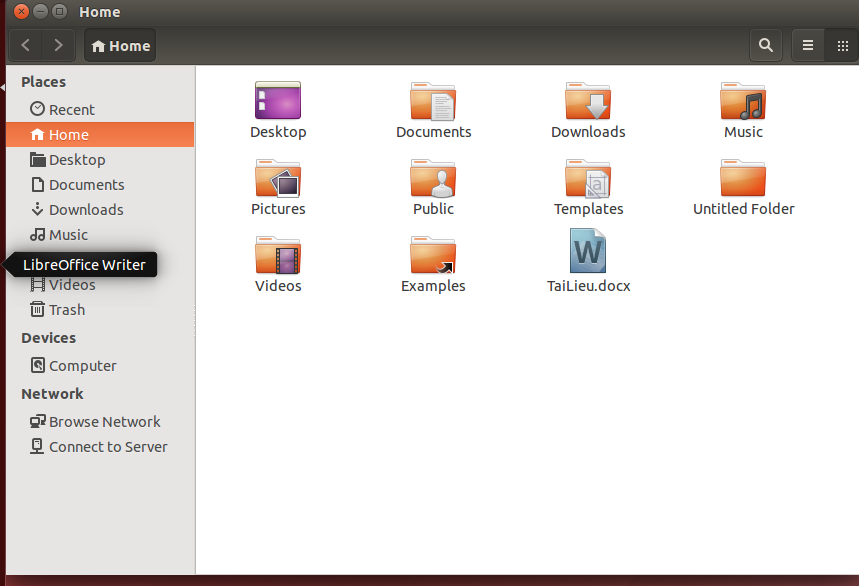 Home
Home
Places
Recent
Home
Desktop
Documents
Downloads
Music
LibreOffice Writer
Videos
Trash
Devices
Computer
Network
Browse Network
Connect to Server
Desktop
Documents
Downloads
Music
Pictures
Public
Templates
Untitled Folder
Videos
Examples
TaiLieu.docx